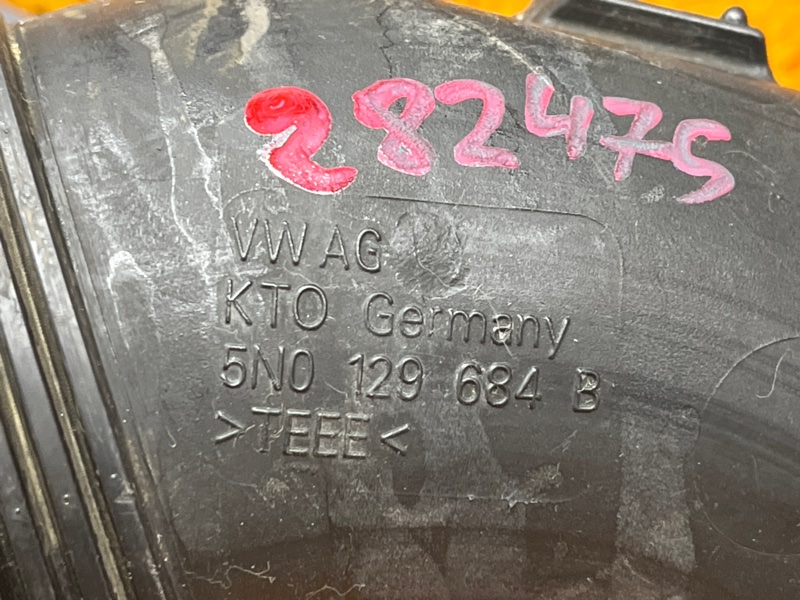 282475
VW AG
KTO Germany
5N0 129 684 B
>TEEE<